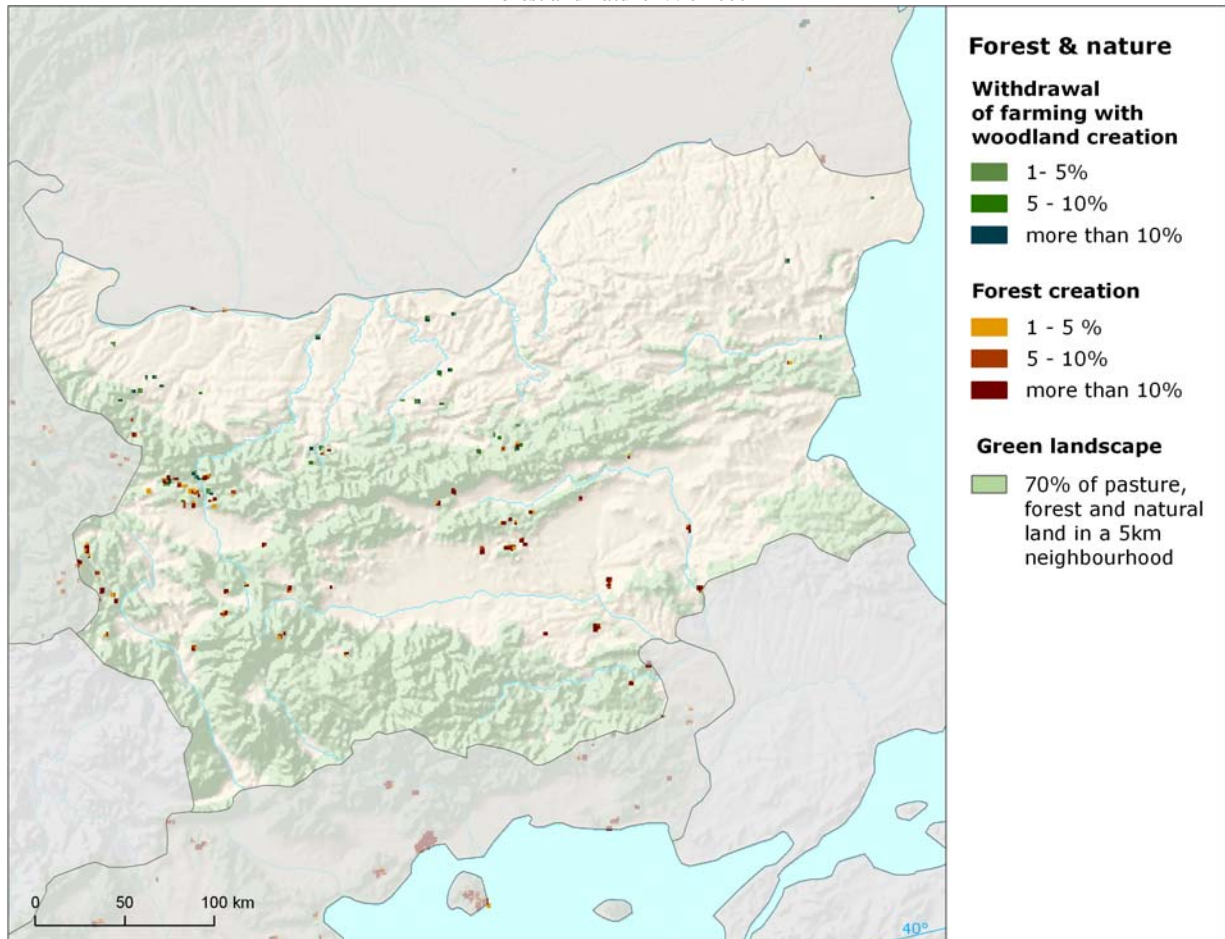 Forest & nature
Withdrawal
of farming with
woodland creation
1- 5%
5 - 10%
more than 10%
Forest creation
1 - 5 %
5 - 10%
more than 10%
Green landscape
70% of pasture,
forest and natural
land in a 5km
neighbourhood
0 50 100 km
40°